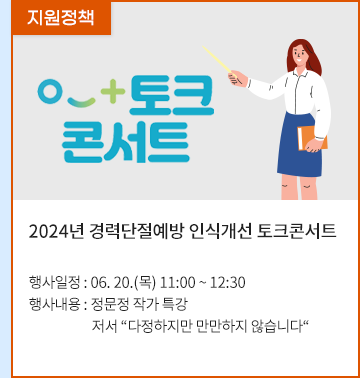 지원정책
토크
콘서트
2024년 경력단절예방 인식개선 토크콘서트
행사일정 : 06. 20.(목) 11:00 ~ 12:30
행사내용 : 정문정 작가 특강
저서 “다정하지만 만만하지 않습니다“